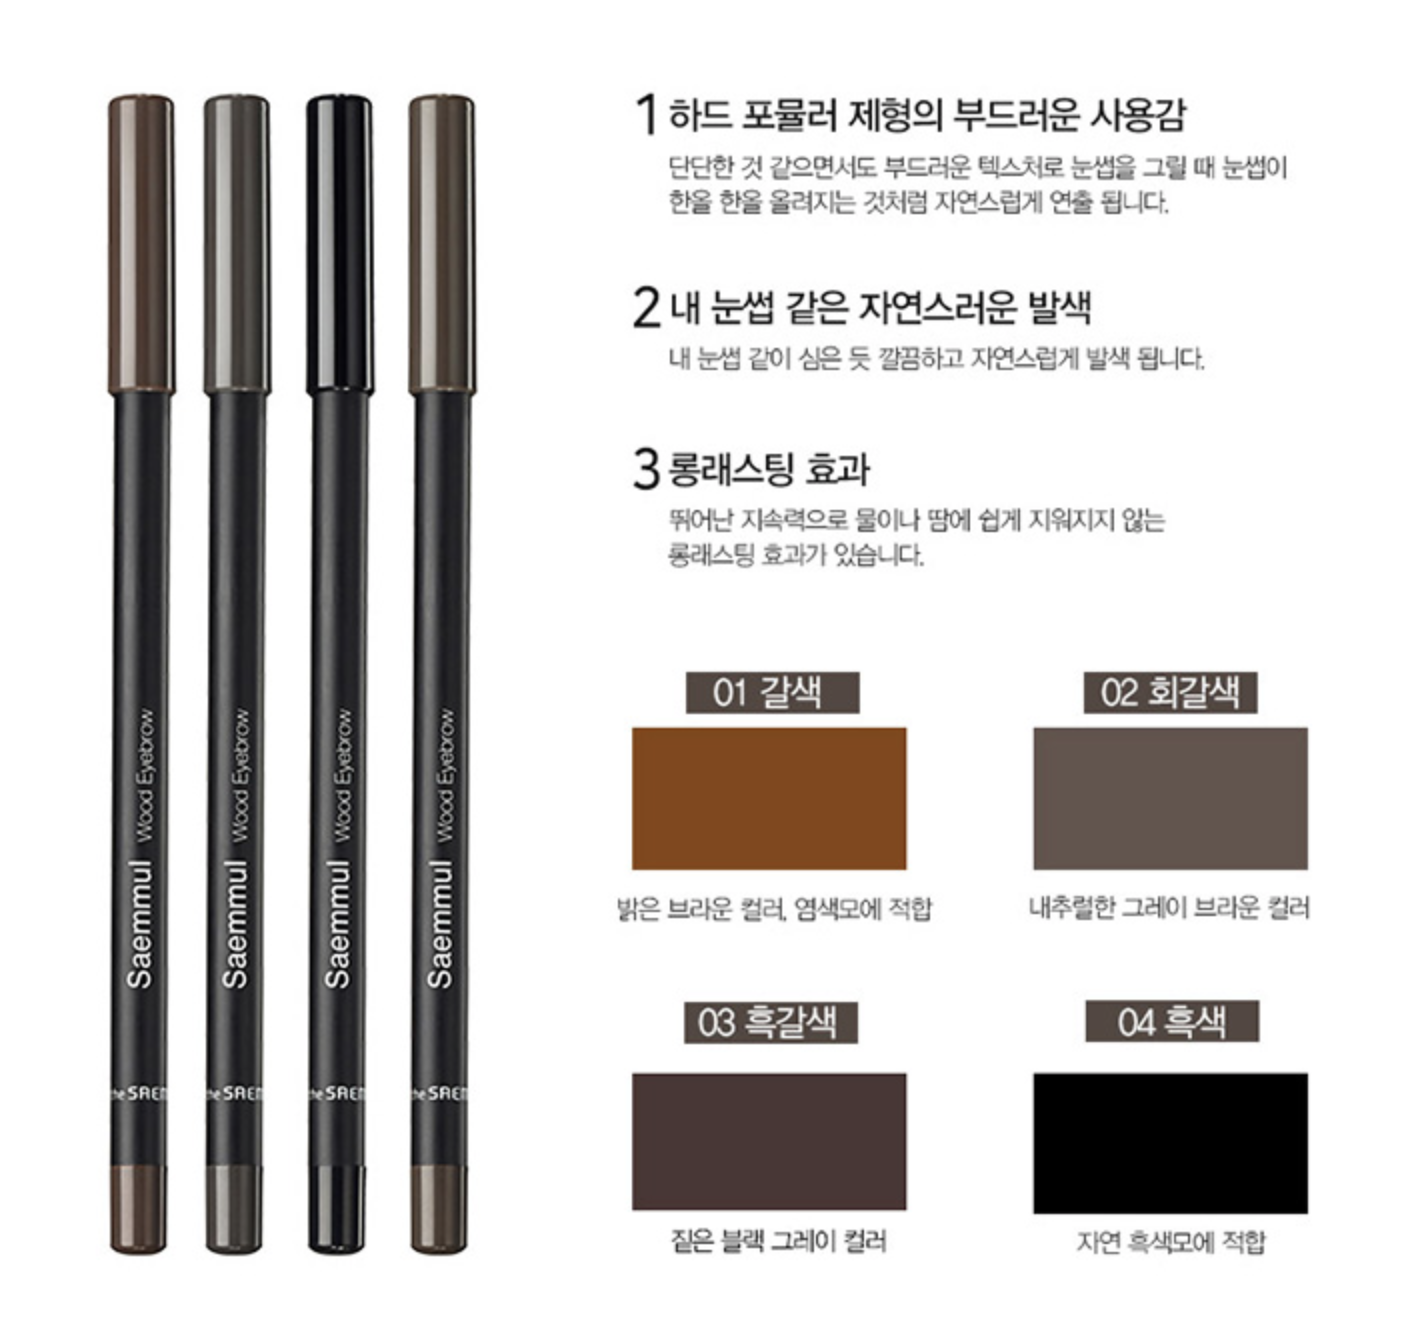 1 하드 포뮬러 제형의 부드러운 사용감
단단한 것 같으면서도 부드러운 텍스처로 눈썹을 그릴 때 눈썹이
한올 한올 올려지는 것처럼 자연스럽게 연출 됩니다.
2 내 눈썹 같은 자연스러운 발색
내 눈썹 같이 심은 듯 깔끔하고 자연스럽게 발색 됩니다.
3 롱래스팅 효과
뛰어난 지속력으로 물이나 땀에 쉽게 지워지지 않는
롱래스팅 효과가 있습니다.
01 갈색
02 회갈색
밝은 브라운 컬러, 염색모에 적합
내추럴한 그레이 브라운 컬러
03 흑갈색
04 흑색
짙은 블랙 그레이 컬러
자연 흑색모에 적합
Saemmul Wood Eyebrow
the SAEM
Saemmul Wood Eyebrow
the SAEM
Saemmul Wood Eyebrow
the SAEM
Saemmul Wood Eyebrow
the SAEM